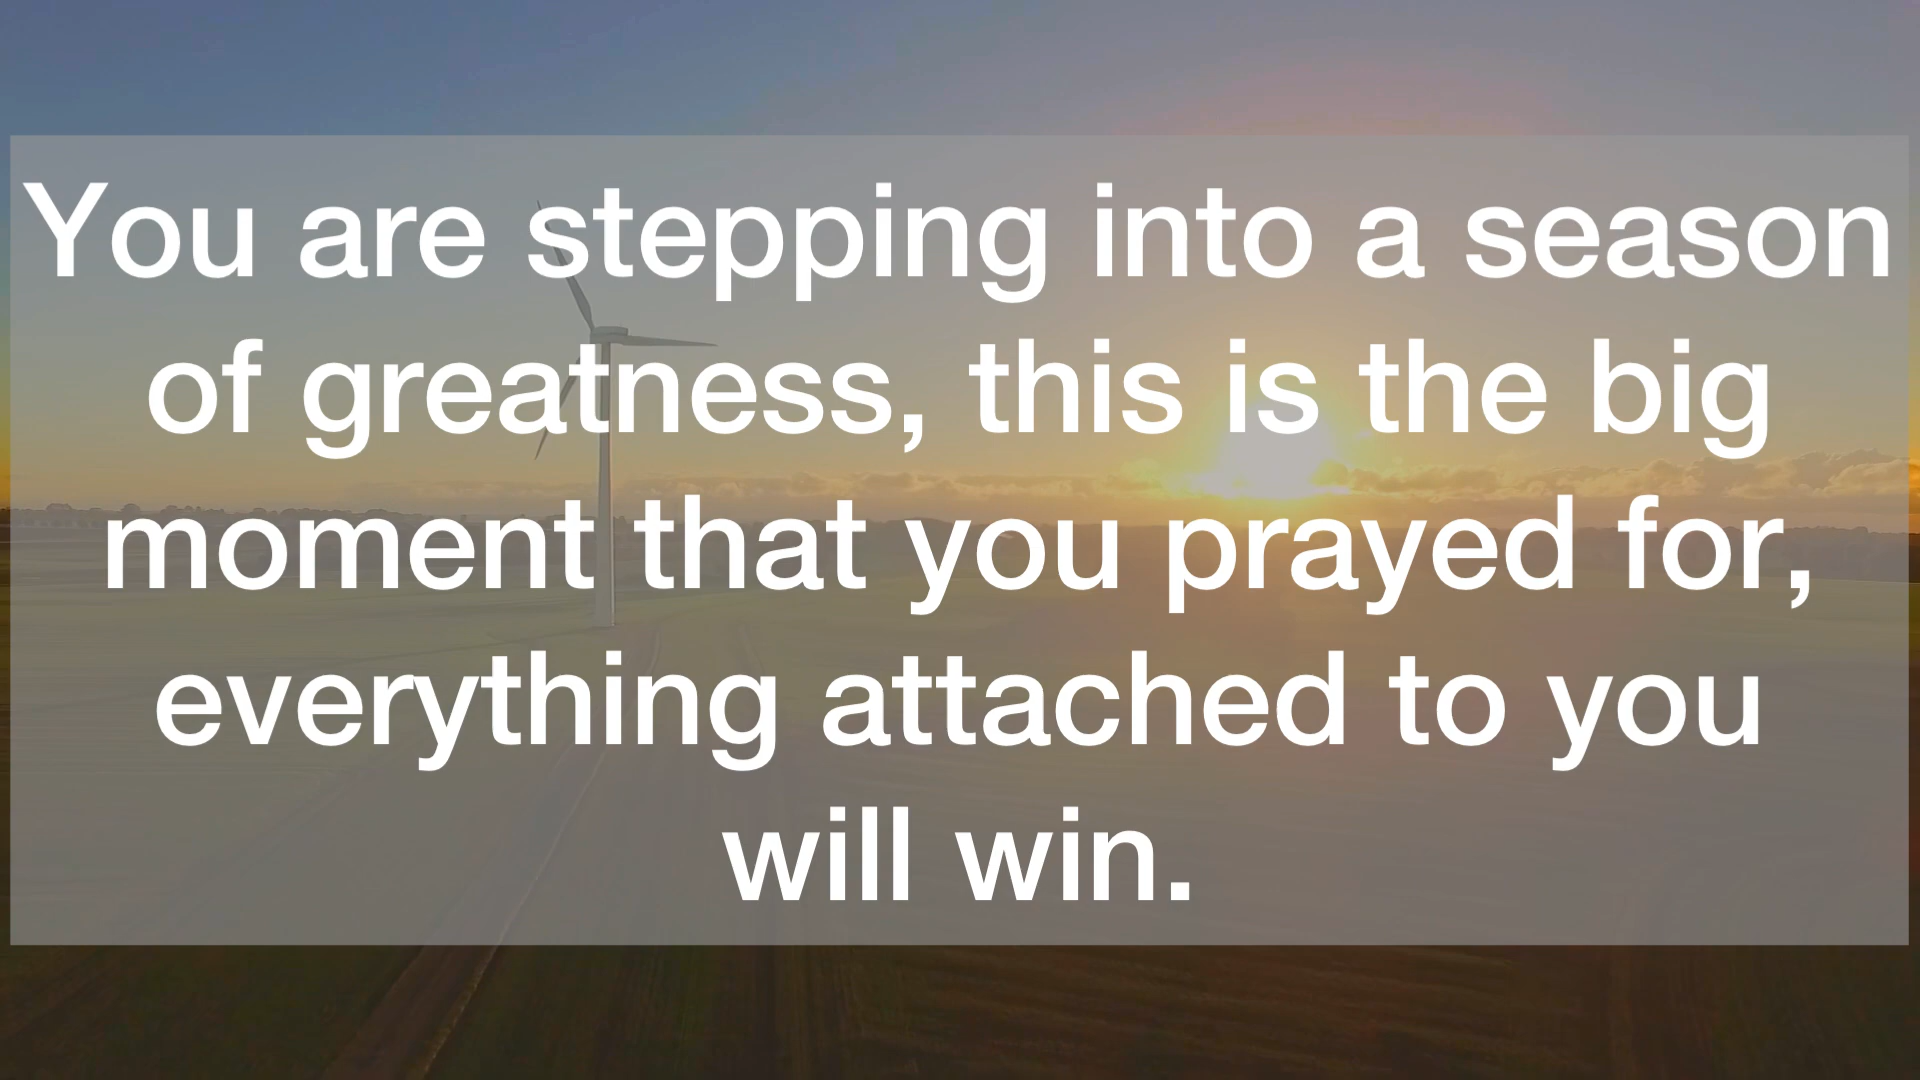 You are stepping into a season
of greatness, this is the big
moment that you prayed for,
everything attached to you
will win.